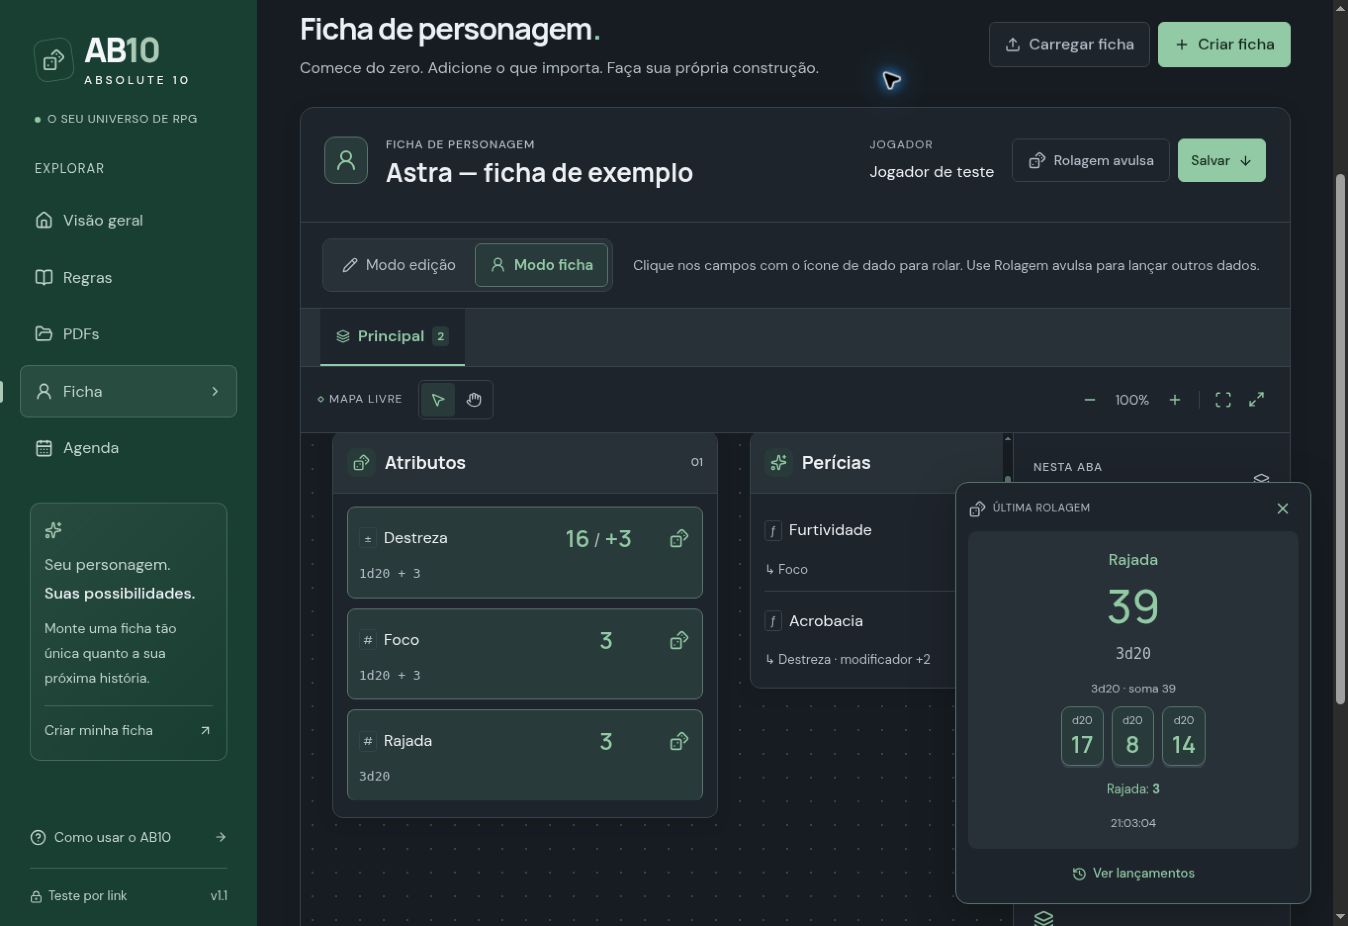 AB10
ABSOLUTE 10
O SEU UNIVERSO DE RPG
EXPLORAR
Visão geral
Regras
PDFs
Ficha
Agenda
Seu personagem.
Suas possibilidades.
Monte uma ficha tão
única quanto a sua
próxima história.
Criar minha ficha
Como usar o AB10
Teste por link v1.1
Ficha de personagem.
Comece do zero. Adicione o que importa. Faça sua própria construção.
Carregar ficha
+ Criar ficha
FICHA DE PERSONAGEM
Astra — ficha de exemplo
JOGADOR
Jogador de teste
Rolagem avulsa
Salvar
Modo edição
Modo ficha
Clique nos campos com o ícone de dado para rolar. Use Rolagem avulsa para lançar outros dados.
Principal 2
MAPA LIVRE
− 100% +
Atributos 01
± Destreza 16 / +3
1d20 + 3
# Foco 3
1d20 + 3
# Rajada 3
3d20
Perícias
ƒ Furtividade
↳ Foco
ƒ Acrobacia
↳ Destreza · modificador +2
NESTA ABA
ÚLTIMA ROLAGEM
Rajada
39
3d20
3d20 · soma 39
d20 d20 d20
17 8 14
Rajada: 3
21:03:04
Ver lançamentos